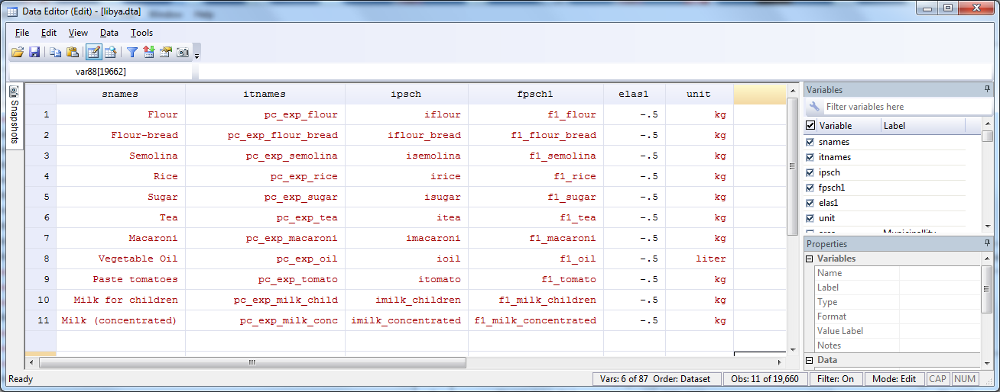 Data Editor (Edit) - [libya.dta]
Window Help
File Edit View Data Tools
var88[19662]
Snapshots
snames itnames ipsch fpsch1 elas1 unit
1 Flour pc_exp_flour iflour f1_flour -.5 kg
2 Flour-bread pc_exp_flour_bread iflour_bread f1_flour_bread -.5 kg
3 Semolina pc_exp_semolina isemolina f1_semolina -.5 kg
4 Rice pc_exp_rice irice f1_rice -.5 kg
5 Sugar pc_exp_sugar isugar f1_sugar -.5 kg
6 Tea pc_exp_tea itea f1_tea -.5 kg
7 Macaroni pc_exp_macaroni imacaroni f1_macaroni -.5 kg
8 Vegetable Oil pc_exp_oil ioil f1_oil -.5 liter
9 Paste tomatoes pc_exp_tomato itomato f1_tomato -.5 kg
10 Milk for children pc_exp_milk_child imilk_children f1_milk_children -.5 kg
11 Milk (concentrated) pc_exp_milk_conc imilk_concentrated f1_milk_concentrated -.5 kg
Variables
Filter variables here
Variable Label
snames
itnames
ipsch
fpsch1
elas1
unit
Municipallity
Properties
Variables
Name
Label
Type
Format
Value Label
Notes
Data
Ready
Vars: 6 of 87 Order: Dataset
Obs: 11 of 19,660
Filter: On
Mode: Edit
CAP
NUM